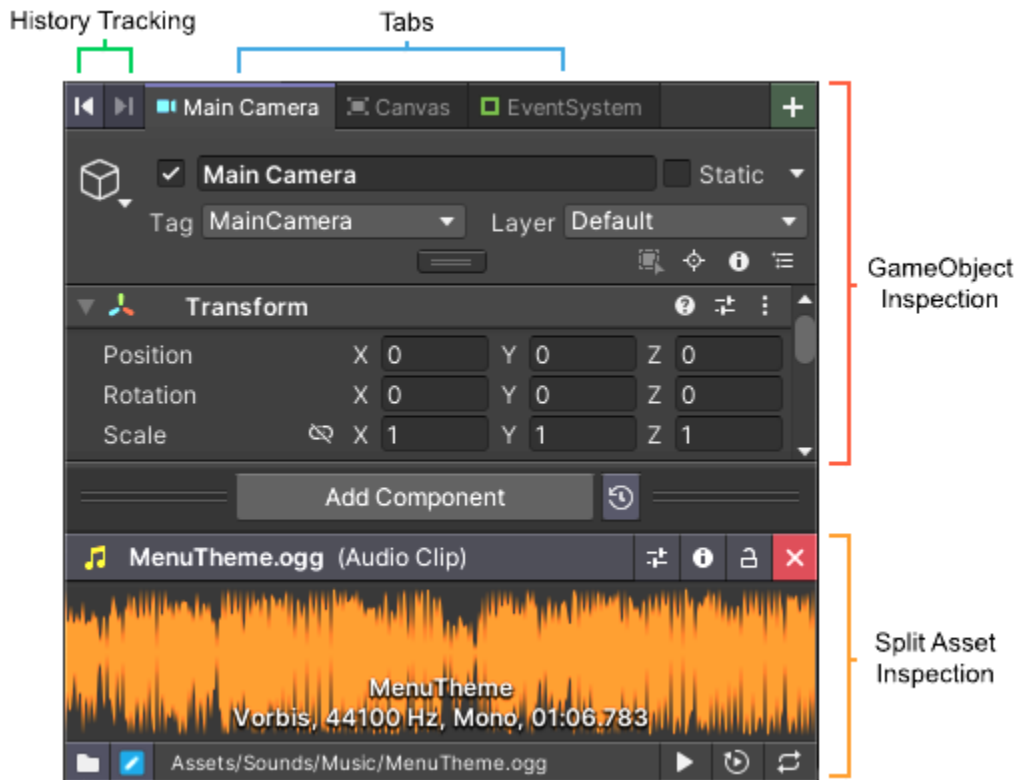 History Tracking
Tabs
Main Camera Canvas EventSystem
Main Camera Static
Tag MainCamera Layer Default
GameObject
Inspection
Transform
Position X 0 Y 0 Z 0
Rotation X 0 Y 0 Z 0
Scale X 1 Y 1 Z 1
Add Component
MenuTheme.ogg (Audio Clip)
Split Asset
Inspection
MenuTheme
Vorbis, 44100 Hz, Mono, 01:06.783
Assets/Sounds/Music/MenuTheme.ogg